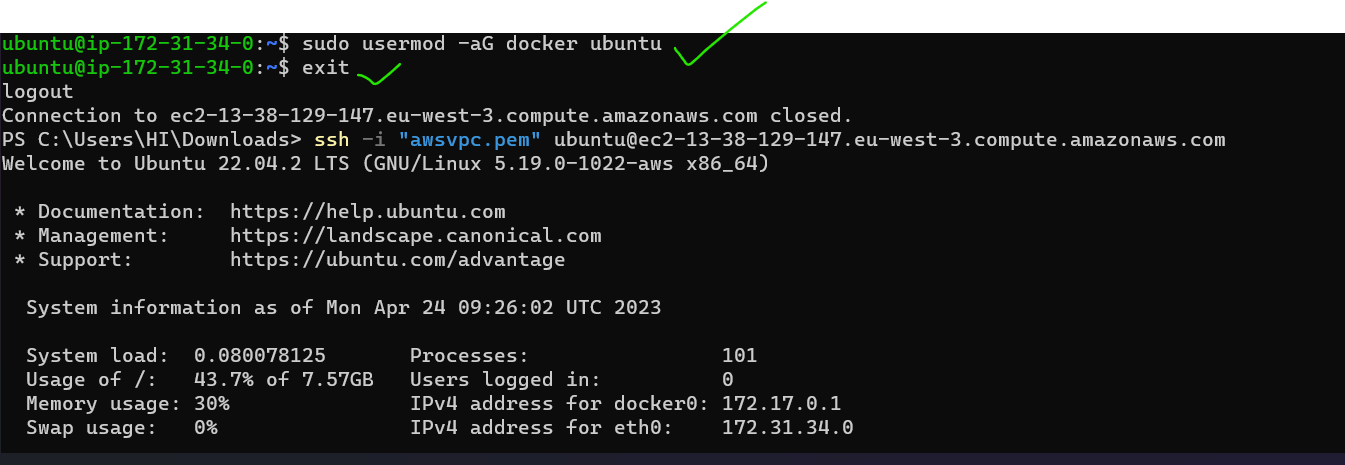 ubuntu@ip-172-31-34-0:~$ sudo usermod -aG docker ubuntu
ubuntu@ip-172-31-34-0:~$ exit
logout
Connection to ec2-13-38-129-147.eu-west-3.compute.amazonaws.com closed.
PS C:\Users\HI\Downloads> ssh -i "awsvpc.pem" ubuntu@ec2-13-38-129-147.eu-west-3.compute.amazonaws.com
Welcome to Ubuntu 22.04.2 LTS (GNU/Linux 5.19.0-1022-aws x86_64)
* Documentation: https://help.ubuntu.com
* Management: https://landscape.canonical.com
* Support: https://ubuntu.com/advantage
System information as of Mon Apr 24 09:26:02 UTC 2023
System load: 0.080078125 Processes: 101
Usage of /: 43.7% of 7.57GB Users logged in: 0
Memory usage: 30% IPv4 address for docker0: 172.17.0.1
Swap usage: 0% IPv4 address for eth0: 172.31.34.0